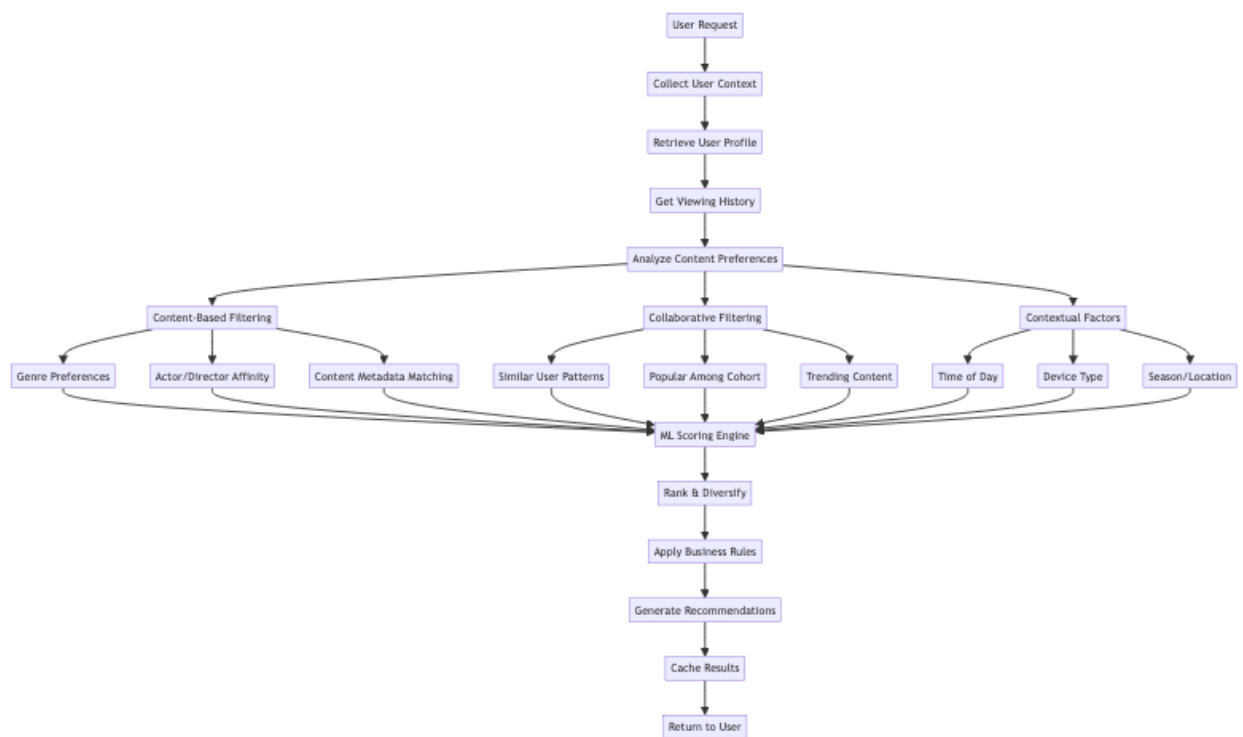 User Request
Collect User Context
Retrieve User Profile
Get Viewing History
Analyze Content Preferences
Content-Based Filtering
Collaborative Filtering
Contextual Factors
Genre Preferences
Actor/Director Affinity
Content Metadata Matching
Similar User Patterns
Popular Among Cohort
Trending Content
Time of Day
Device Type
Season/Location
ML Scoring Engine
Rank & Diversify
Apply Business Rules
Generate Recommendations
Cache Results
Return to User